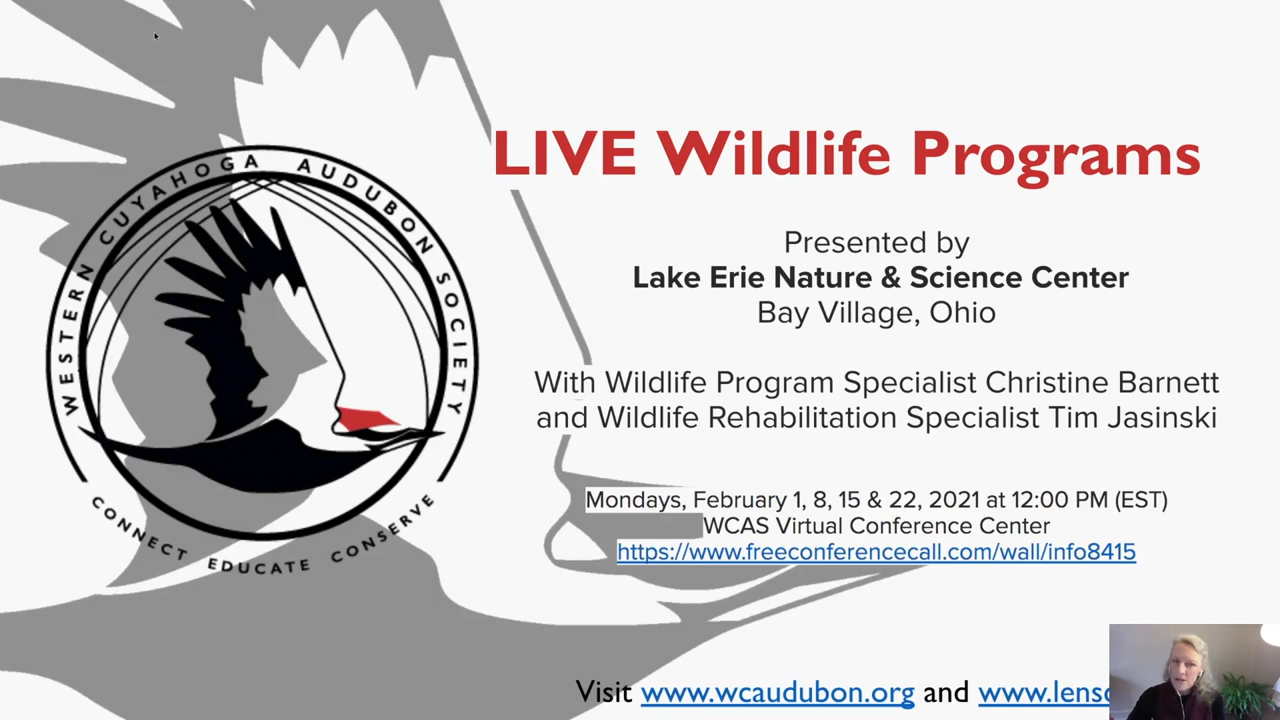 WESTERN CUYAHOGA AUDUBON SOCIETY
CONNECT EDUCATE CONSERVE
LIVE Wildlife Programs
Presented by
Lake Erie Nature & Science Center
Bay Village, Ohio
With Wildlife Program Specialist Christine Barnett
and Wildlife Rehabilitation Specialist Tim Jasinski
Mondays, February 1, 8, 15 & 22, 2021 at 12:00 PM (EST)
WCAS Virtual Conference Center
https://www.freeconferencecall.com/wall/info8415
Visit www.wcaudubon.org and